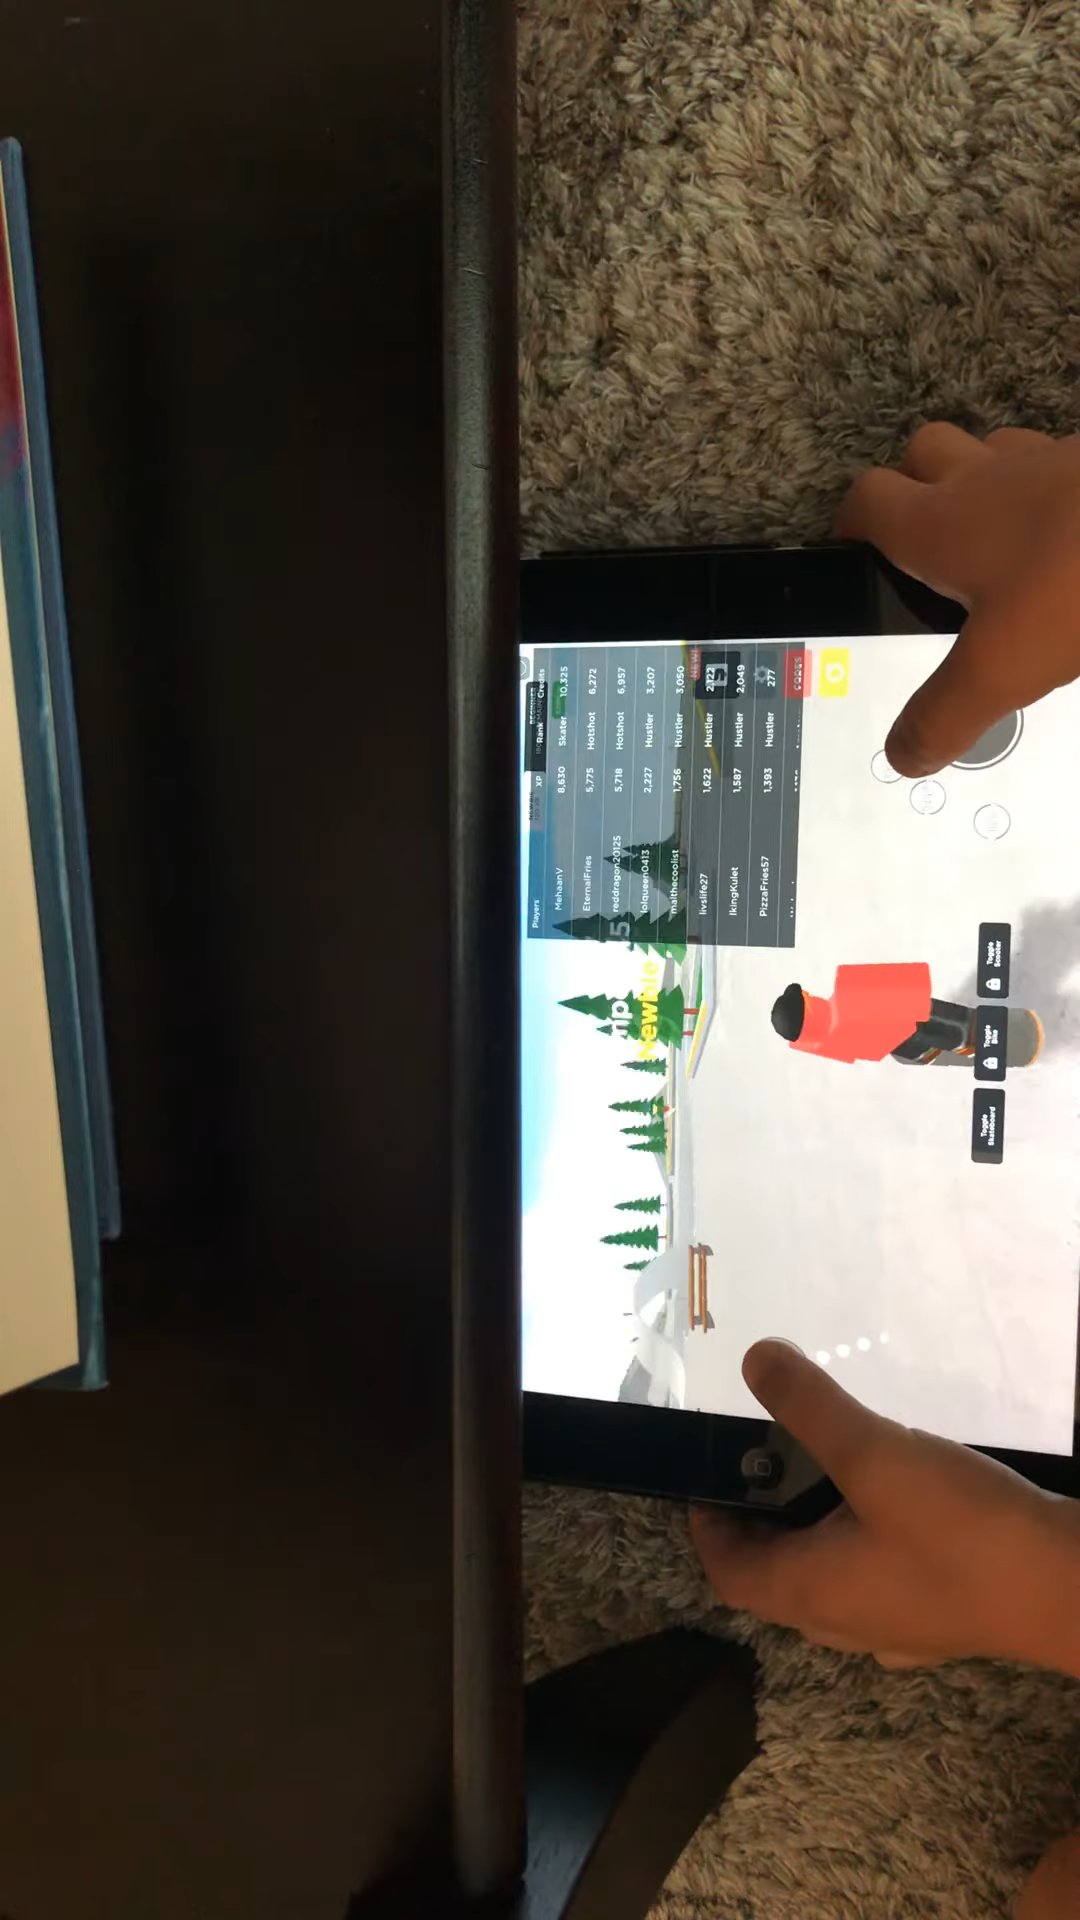 Players XP Rank Credits
MehaanV 8,630 Skater 10,325
EternalFries 5,775 Hotshot 6,272
reddragon20125 5,718 Hotshot 6,957
lolqueen0413 2,227 Hustler 3,207
malthecoolist 1,756 Hustler 3,050
livslife27 1,622 Hustler 2,122
IkingKulet 1,587 Hustler 2,049
PizzaFries57 1,393 Hustler 277
NEW!
CODES
Newbie
Toggle Skateboard
Toggle Bike
Toggle Scooter